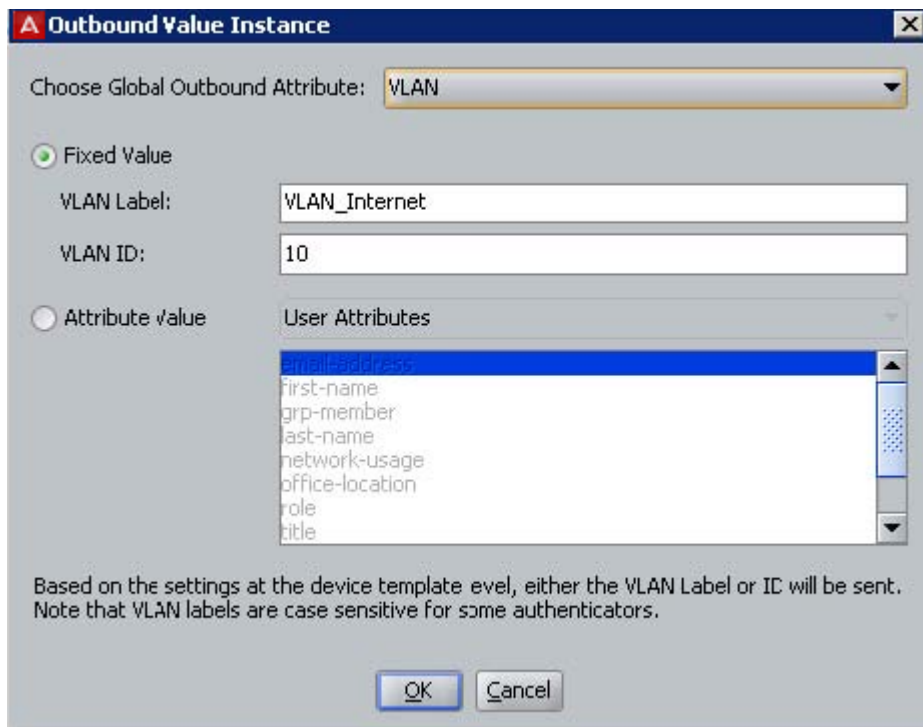 Outbound Value Instance
Choose Global Outbound Attribute: VLAN
Fixed Value
VLAN Label: VLAN_Internet
VLAN ID: 10
Attribute Value User Attributes
email-address
first-name
grp-member
last-name
network-usage
office-location
role
title
Based on the settings at the device template level, either the VLAN Label or ID will be sent.
Note that VLAN labels are case sensitive for some authenticators.
OK Cancel